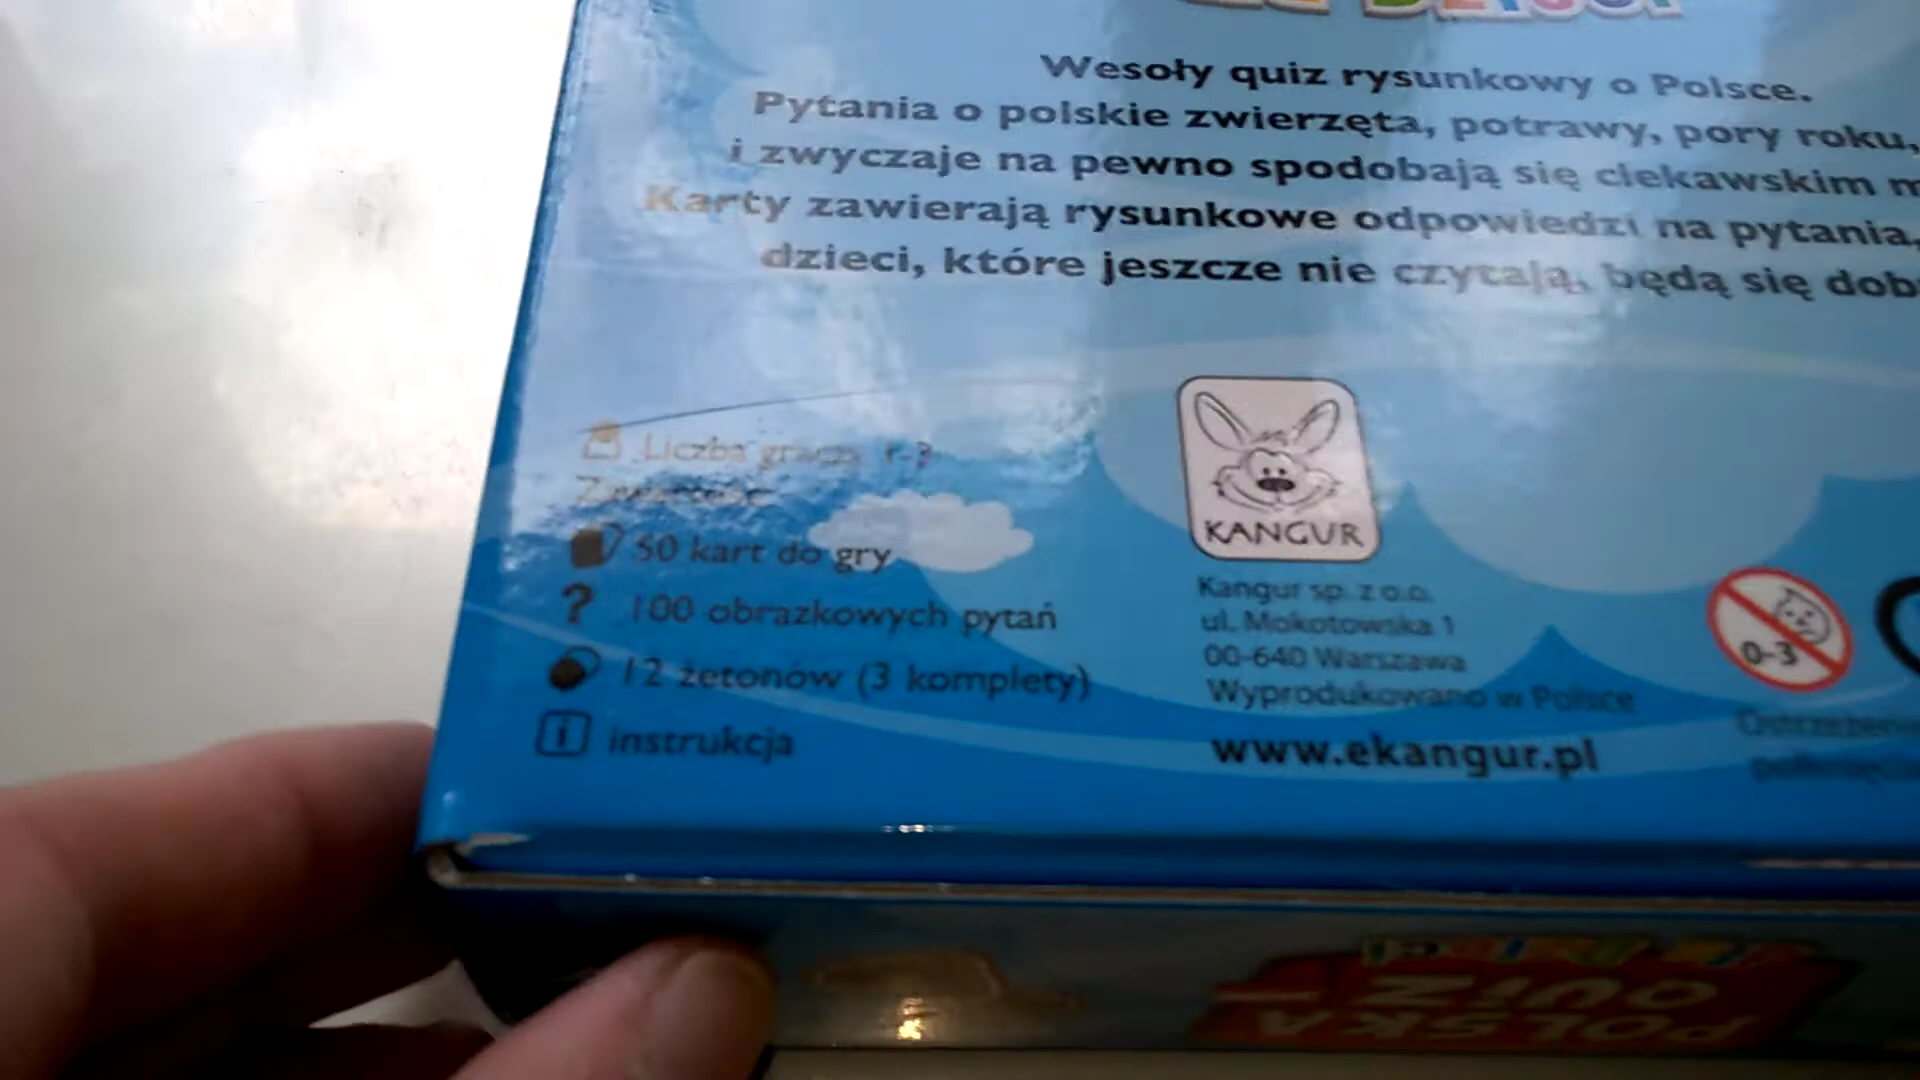 Wesoły quiz rysunkowy o Polsce.
Pytania o polskie zwierzęta, potrawy, pory roku,
i zwyczaje na pewno spodobają się ciekawskim
Karty zawierają rysunkowe odpowiedzi na pytania,
dzieci, które jeszcze nie czytają, będą się
Liczba graczy
Zawartość
50 kart do gry
? 100 obrazkowych pytań
12 żetonów (3 komplety)
i instrukcja
KANGUR
Kangur sp. z o.o.
ul. Mokotowska 1
00-640 Warszawa
Wyprodukowano w Polsce
www.ekangur.pl
0-3
POLSKA
QUIZ